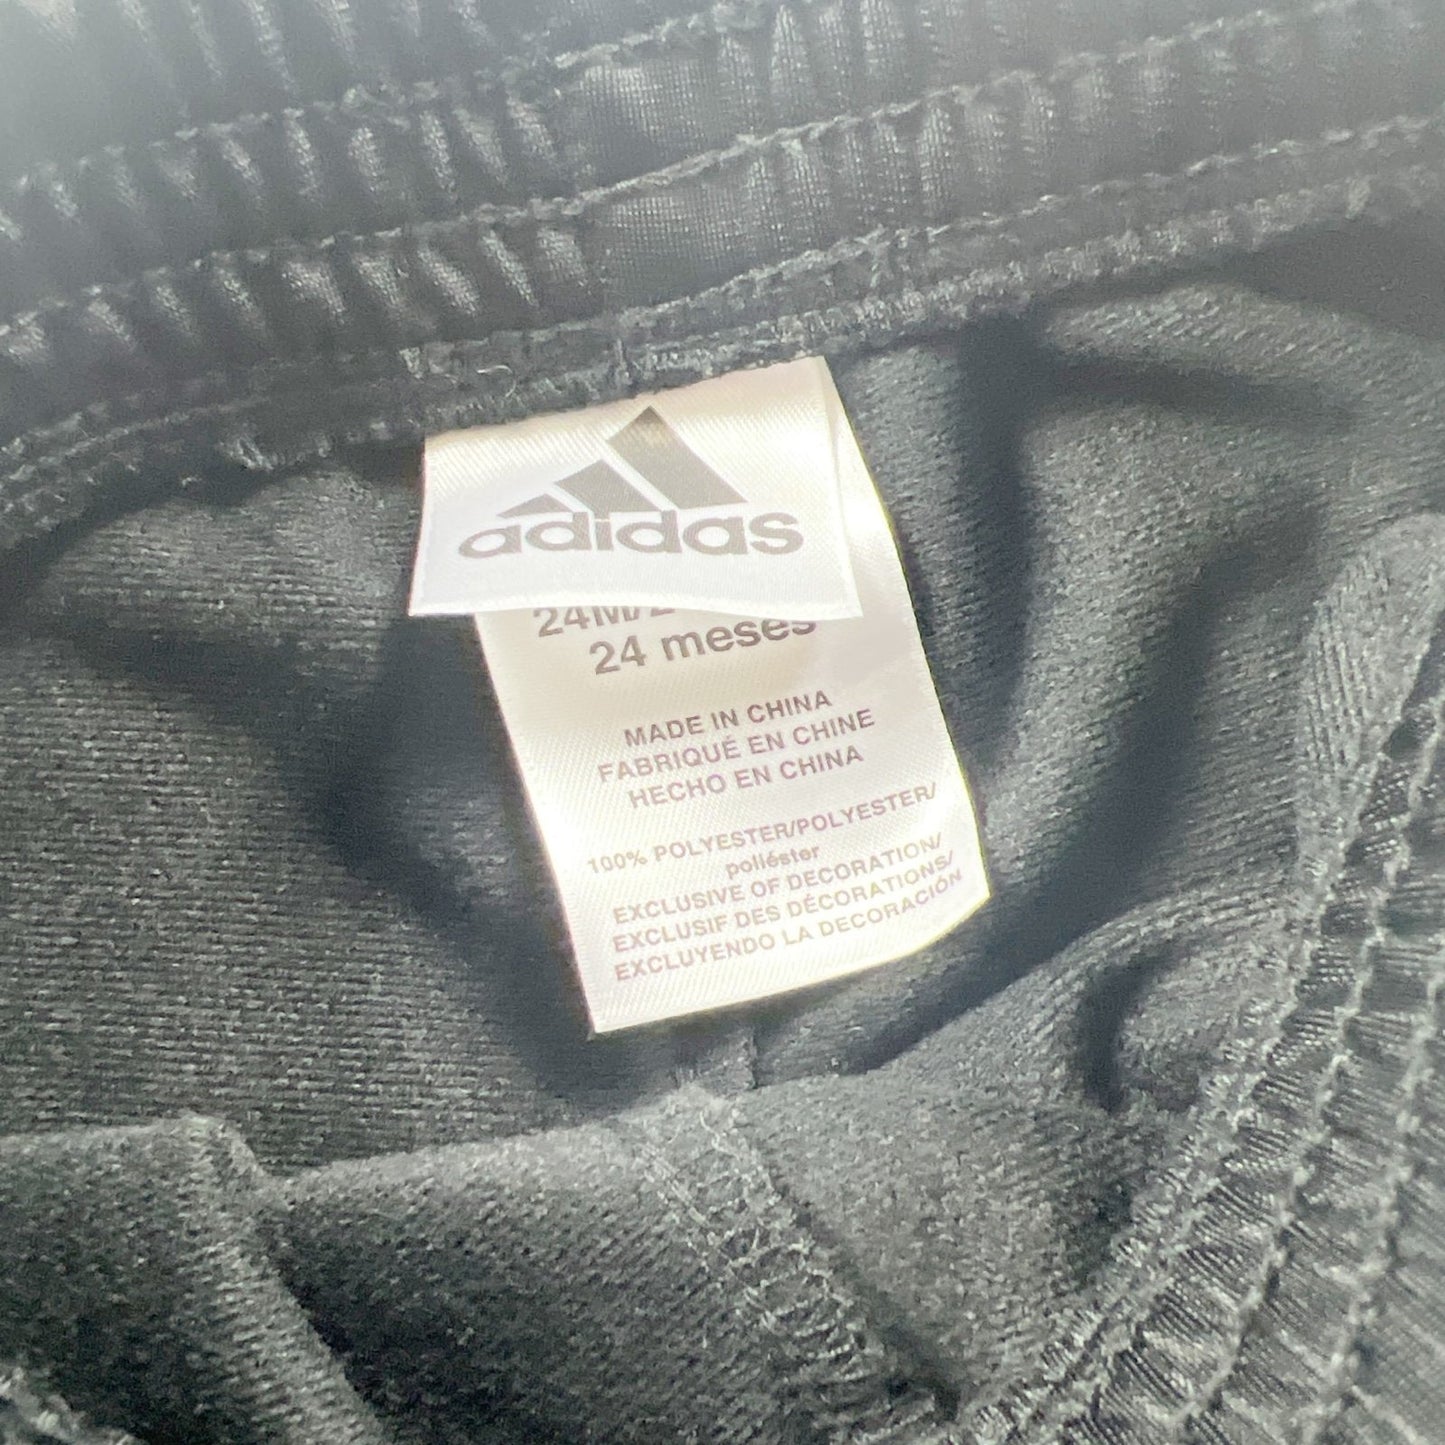 adidas
24 meses
MADE IN CHINA
FABRIQUÉ EN CHINE
HECHO EN CHINA
100% POLYESTER/POLYESTER/
poliéster
EXCLUSIVE OF DECORATION/
EXCLUSIF DES DÉCORATIONS/
EXCLUYENDO LA DECORACIÓN